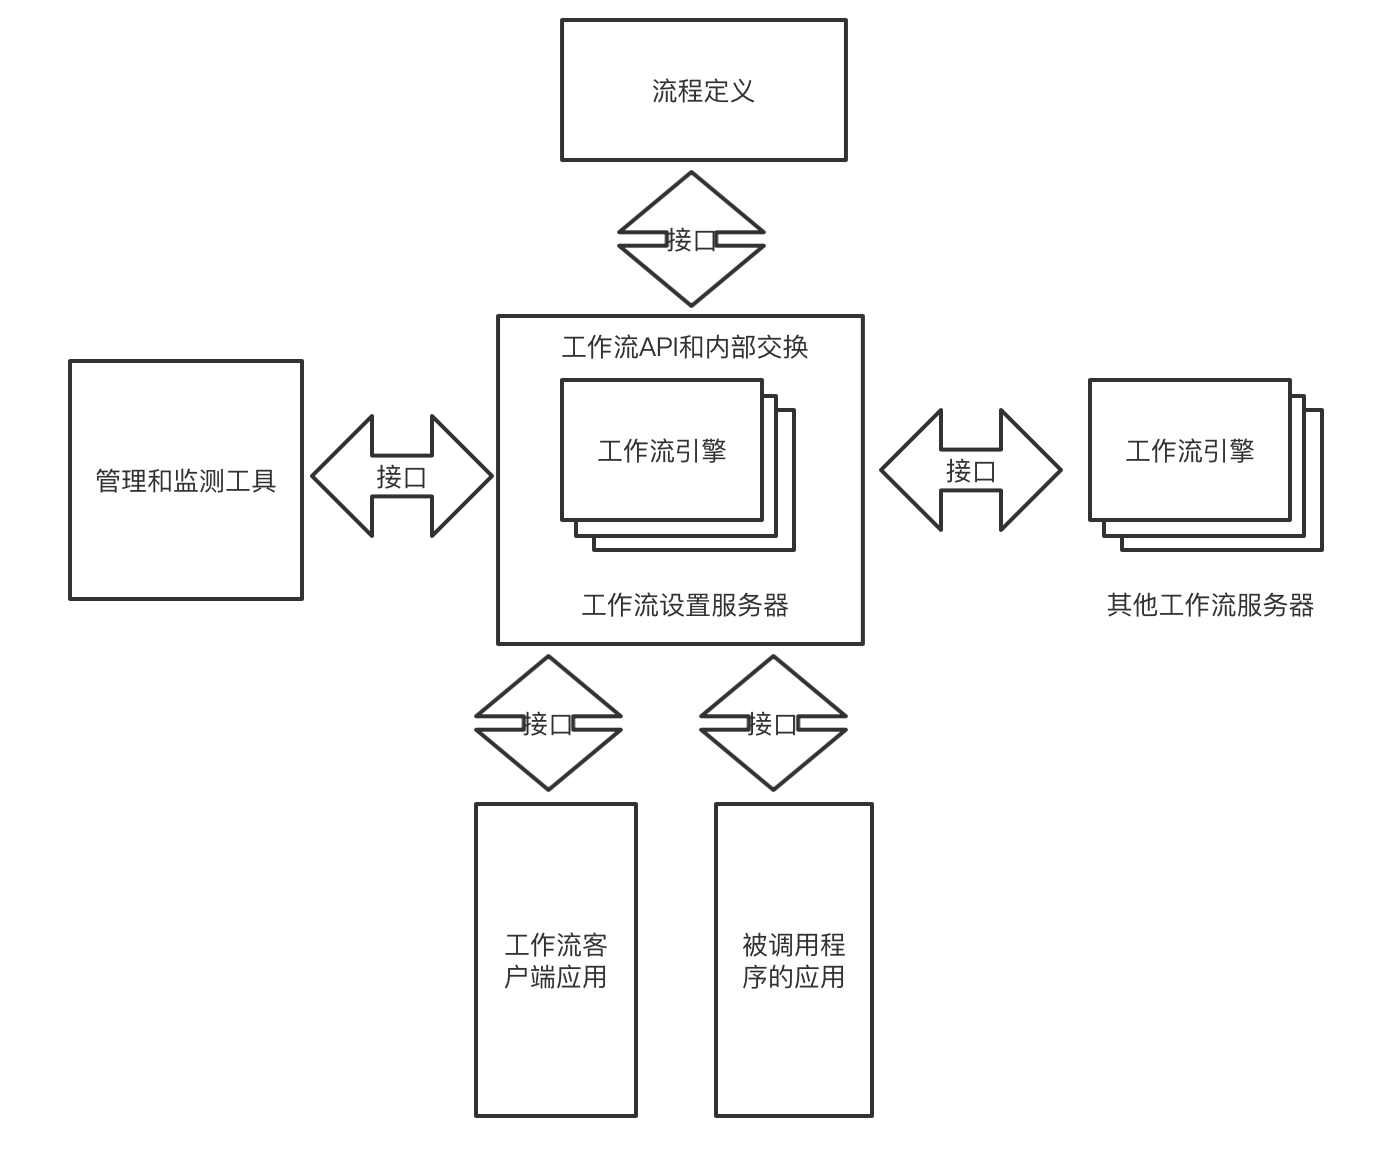 流程定义
接口
工作流API和内部交换
管理和监测工具
接口
工作流引擎
接口
工作流引擎
工作流设置服务器
其他工作流服务器
接口
接口
工作流客
户端应用
被调用程
序的应用